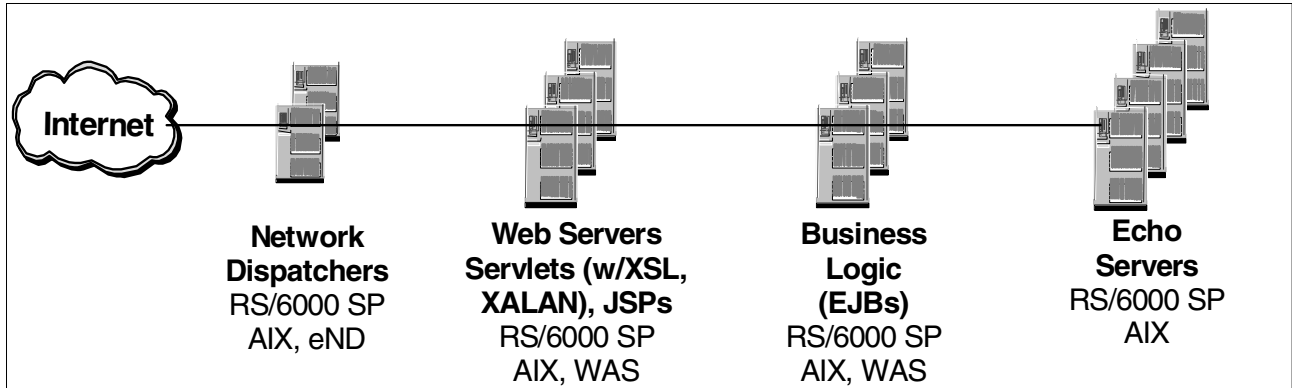 Internet
Network
Dispatchers
RS/6000 SP
AIX, eND
Web Servers
Servlets (w/XSL,
XALAN), JSPs
RS/6000 SP
AIX, WAS
Business
Logic
(EJBs)
RS/6000 SP
AIX, WAS
Echo
Servers
RS/6000 SP
AIX